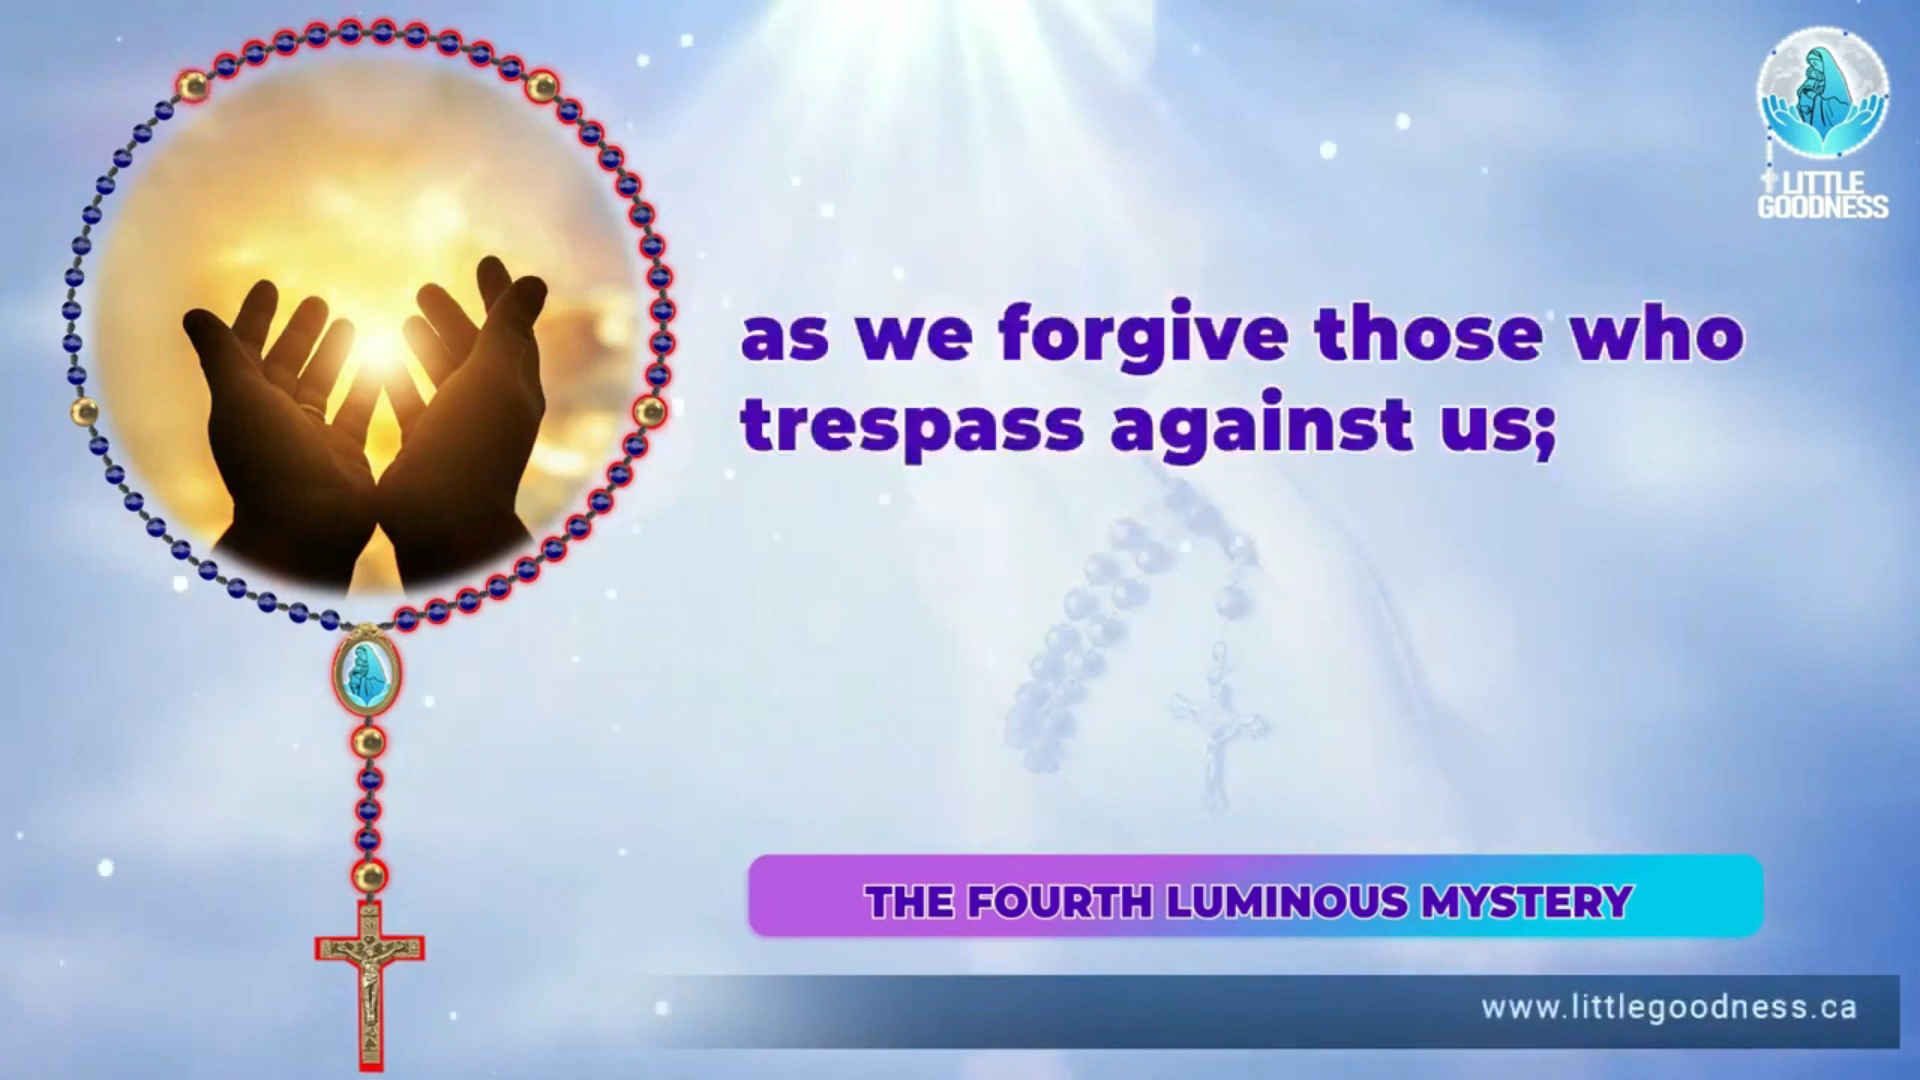 LITTLE
GOODNESS
as we forgive those who
trespass against us;
THE FOURTH LUMINOUS MYSTERY
www.littlegoodness.ca